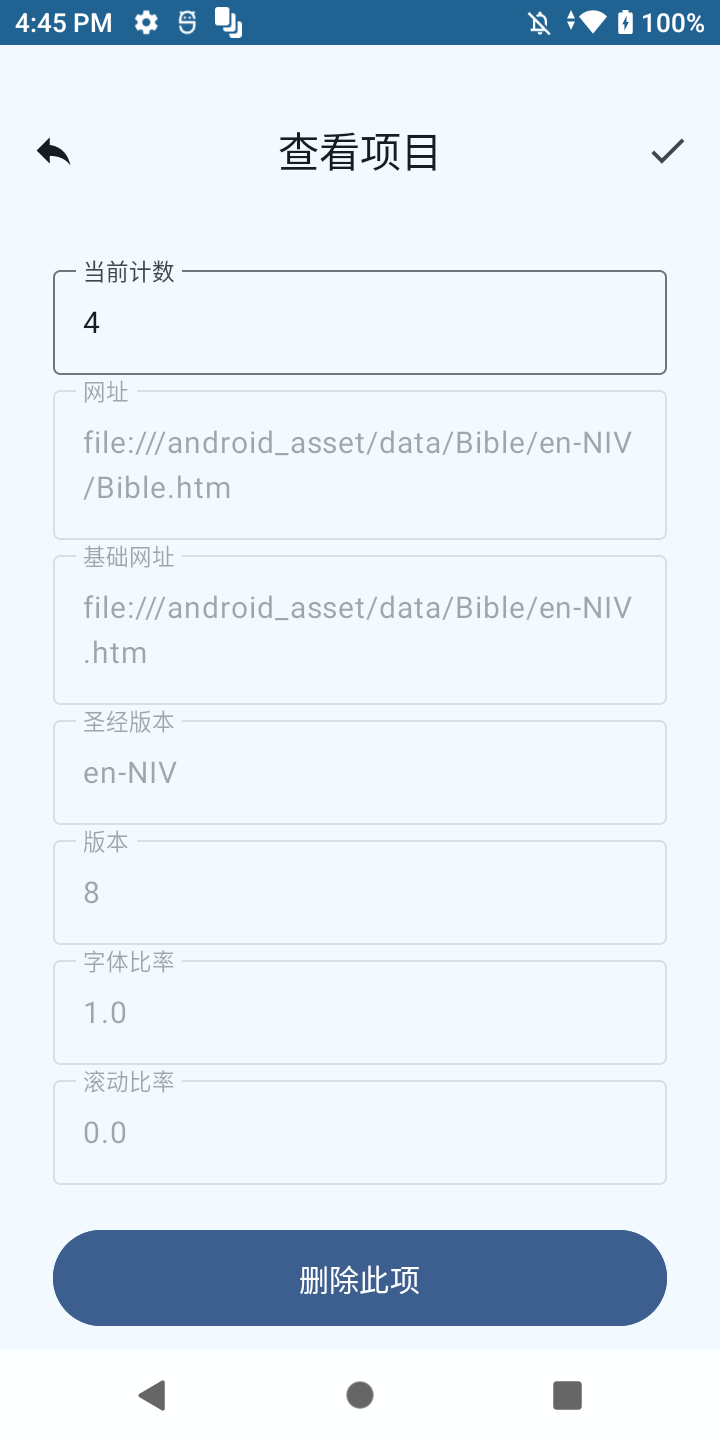 4:45 PM
100%
查看项目
当前计数
4
网址
file:///android_asset/data/Bible/en-NIV
/Bible.htm
基础网址
file:///android_asset/data/Bible/en-NIV
.htm
圣经版本
en-NIV
版本
8
字体比率
1.0
滚动比率
0.0
删除此项